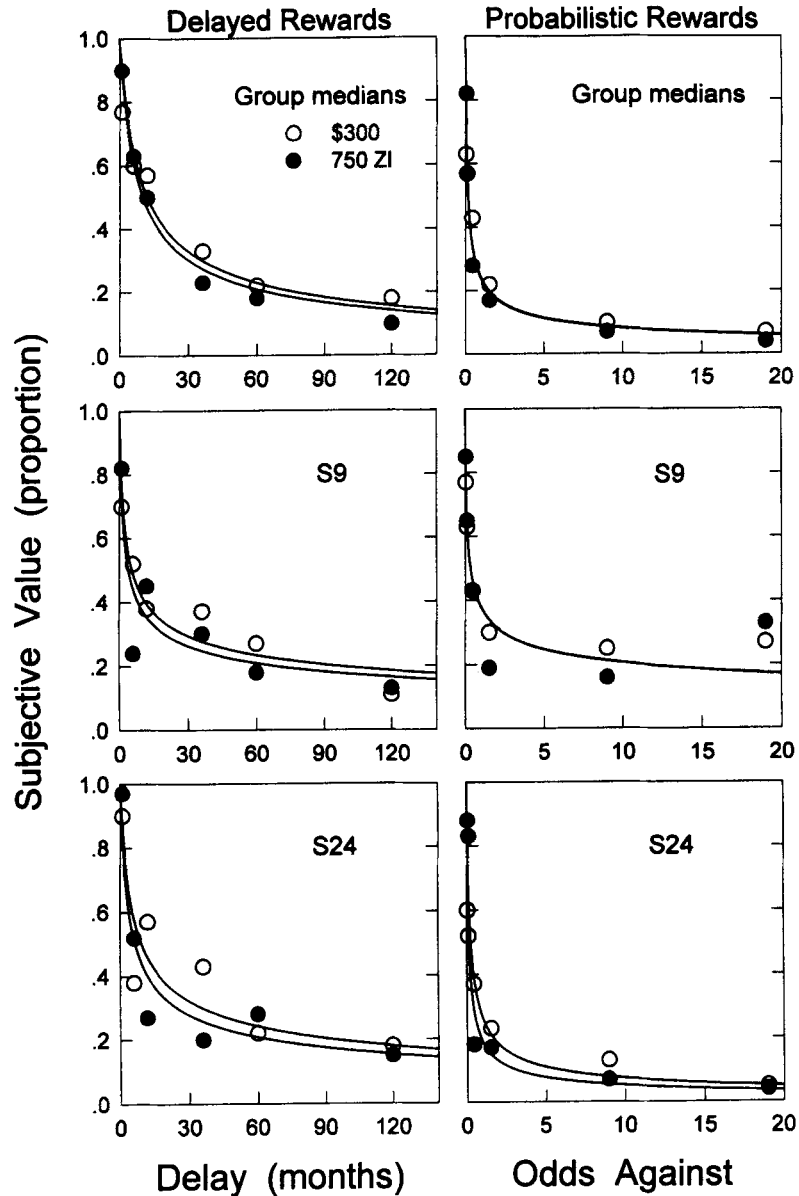 Delayed Rewards
Probabilistic Rewards
Subjective Value (proportion)
1.0
.8
.6
.4
.2
.0
Group medians
$300
750 Zl
0 30 60 90 120
Group medians
0 5 10 15 20
1.0
.8
.6
.4
.2
.0
S9
0 30 60 90 120
S9
0 5 10 15 20
1.0
.8
.6
.4
.2
.0
S24
0 30 60 90 120
S24
0 5 10 15 20
Delay (months)
Odds Against